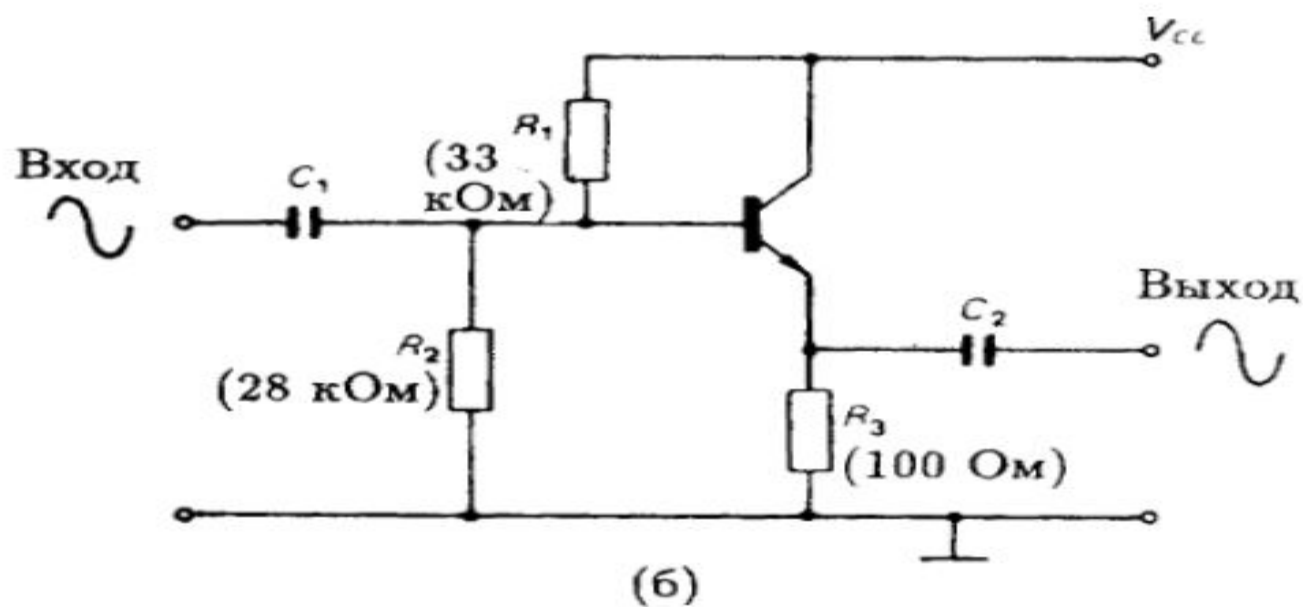 Vcc
R₁
(33
кОм)
Вход
C₁
Выход
C₂
R₂
(28 кОм)
R₃
(100 Ом)
(б)